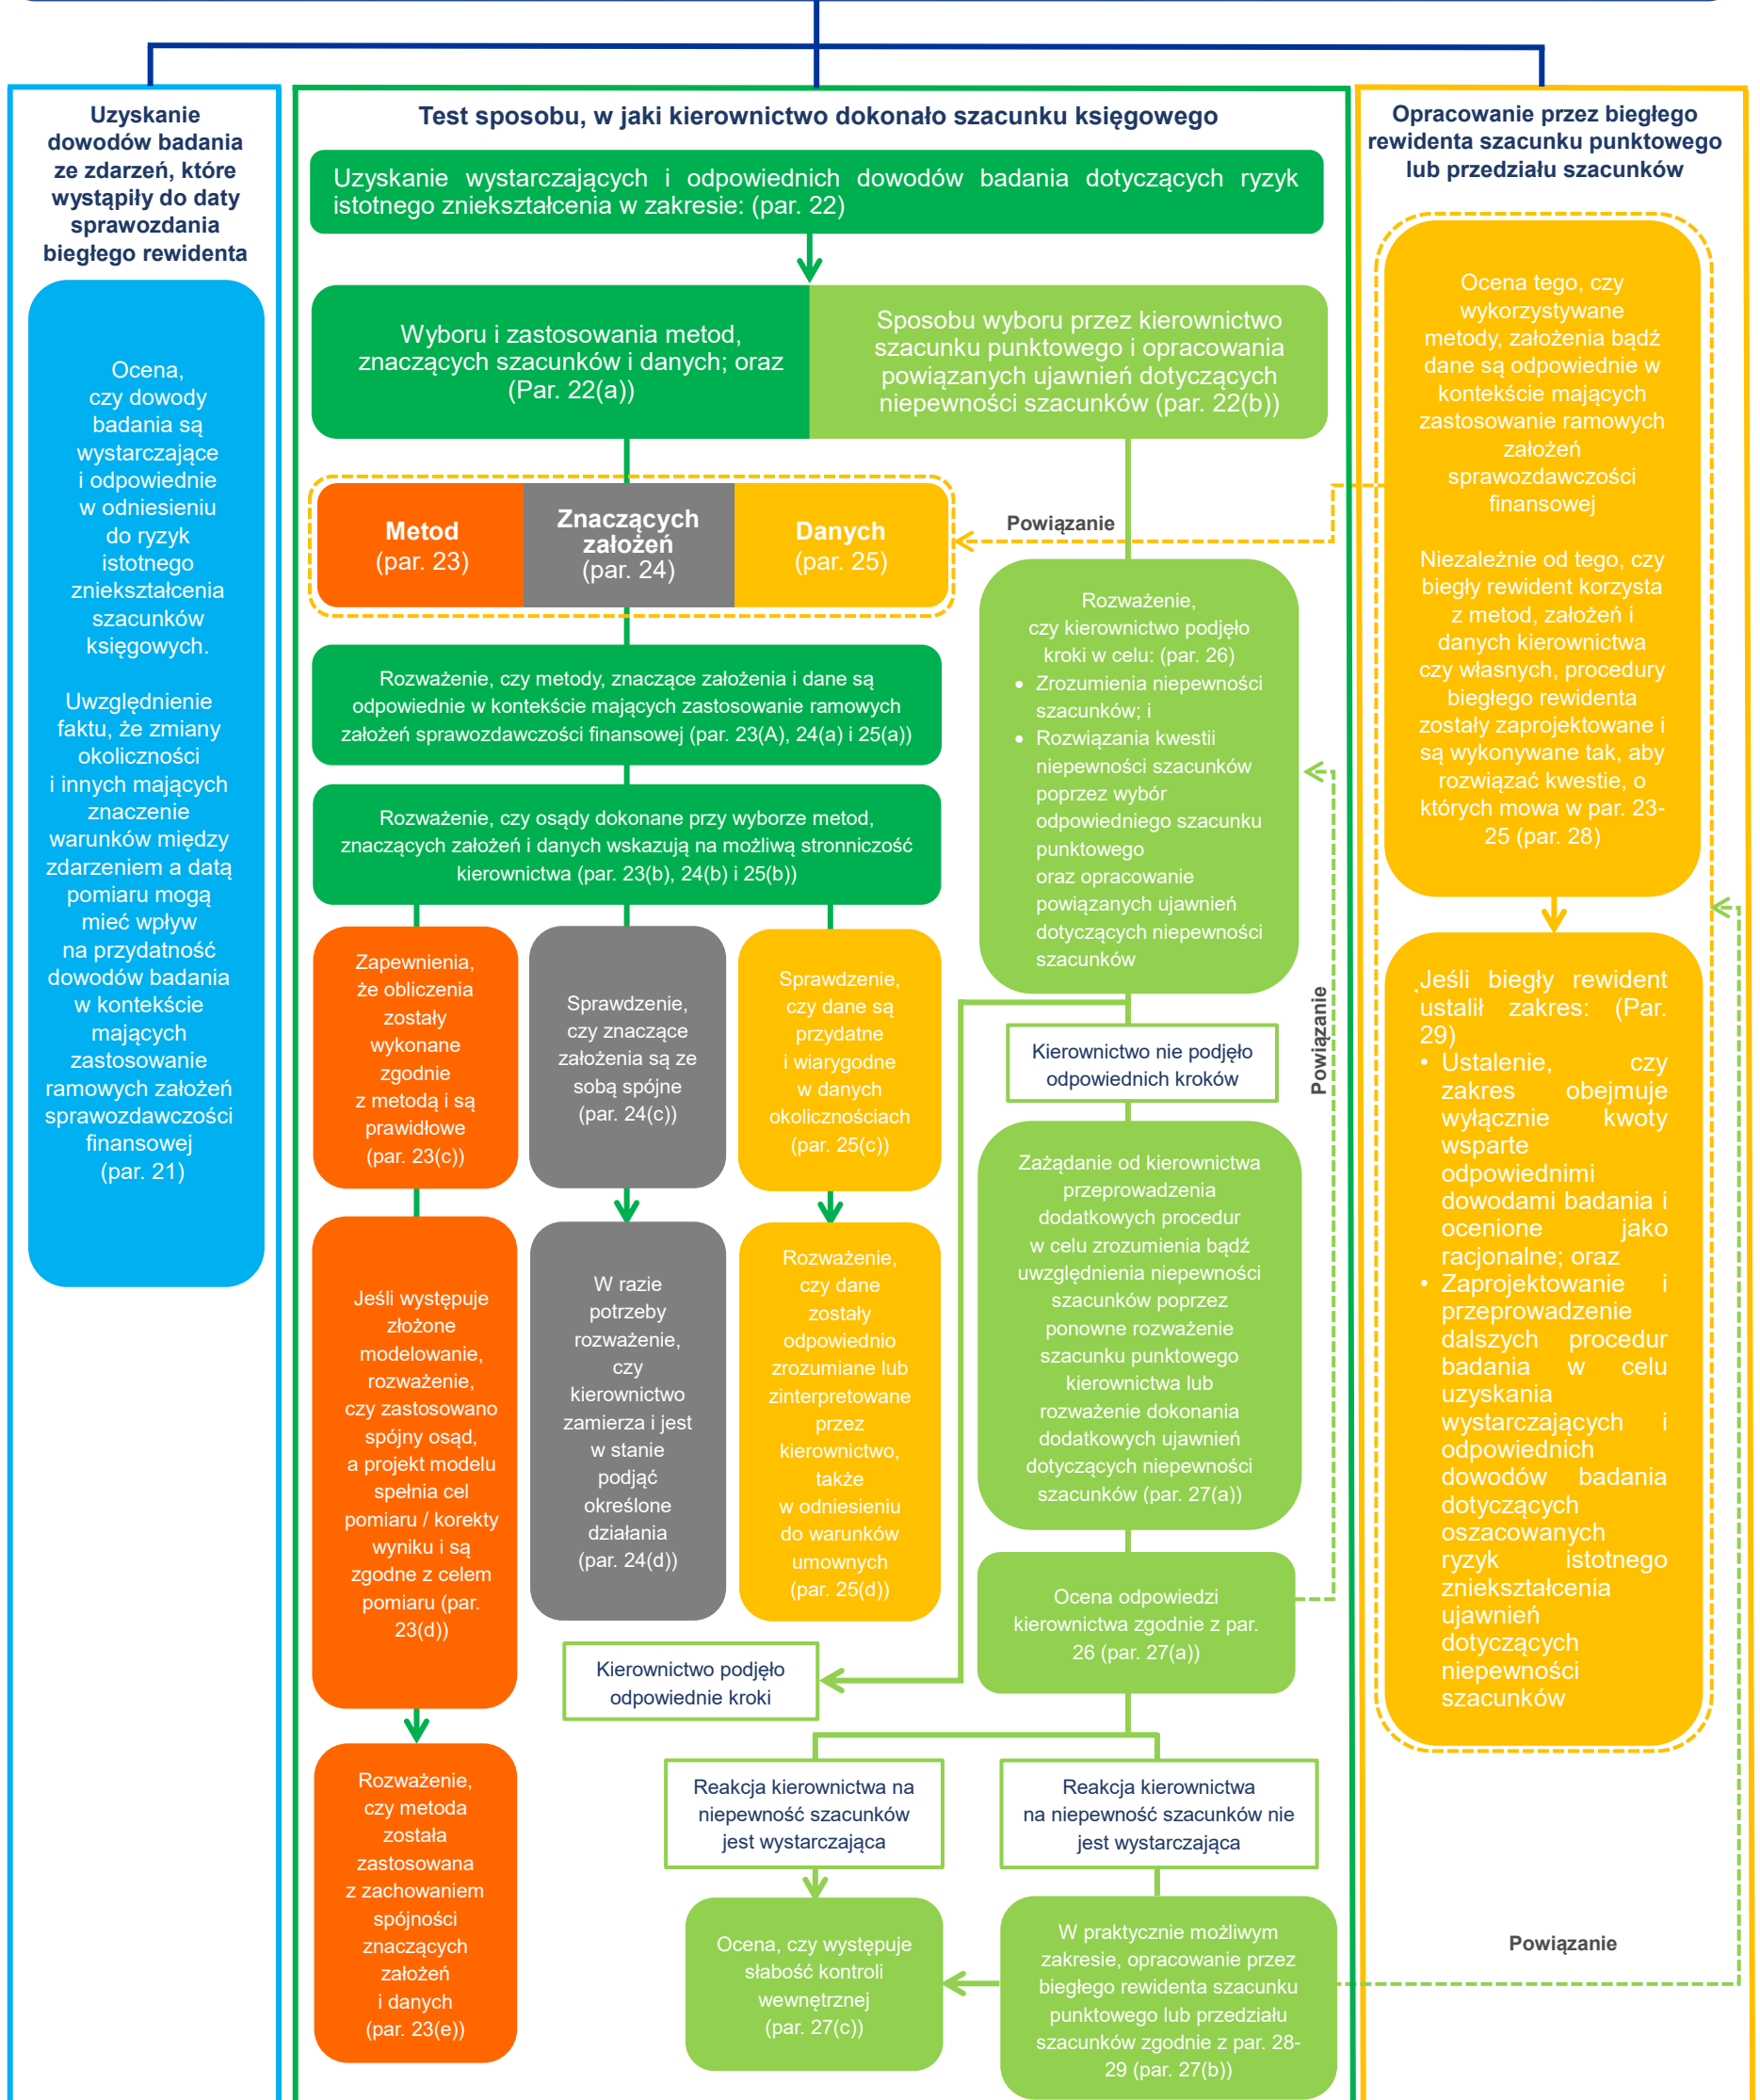 Uzyskanie
dowodów badania
ze zdarzeń, które
wystąpiły do daty
sprawozdania
biegłego rewidenta
Ocena,
czy dowody
badania są
wystarczające
i odpowiednie
w odniesieniu
do ryzyk
istotnego
zniekształcenia
szacunków
księgowych.
Uwzględnienie
faktu, że zmiany
okoliczności
i innych mających
znaczenie
warunków między
zdarzeniem a datą
pomiaru mogą
mieć wpływ
na przydatność
dowodów badania
w kontekście
mających
zastosowanie
ramowych założeń
sprawozdawczości
finansowej
(par. 21)
Test sposobu, w jaki kierownictwo dokonało szacunku księgowego
Uzyskanie wystarczających i odpowiednich dowodów badania dotyczących ryzyk
istotnego zniekształcenia w zakresie: (par. 22)
Wyboru i zastosowania metod,
znaczących szacunków i danych; oraz
(Par. 22(a))
Sposobu wyboru przez kierownictwo
szacunku punktowego i opracowania
powiązanych ujawnień dotyczących
niepewności szacunków (par. 22(b))
Metod
(par. 23)
Znaczących
założeń
(par. 24)
Danych
(par. 25)
Powiązanie
Rozważenie, czy metody, znaczące założenia i dane są
odpowiednie w kontekście mających zastosowanie ramowych
założeń sprawozdawczości finansowej (par. 23(A), 24(a) i 25(a))
Rozważenie, czy osądy dokonane przy wyborze metod,
znaczących założeń i danych wskazują na możliwą stronniczość
kierownictwa (par. 23(b), 24(b) i 25(b))
Zapewnienia,
że obliczenia
zostały
wykonane
zgodnie
z metodą i są
prawidłowe
(par. 23(c))
Jeśli występuje
złożone
modelowanie,
rozważenie,
czy zastosowano
spójny osąd,
a projekt modelu
spełnia cel
pomiaru / korekty
wyniku i są
zgodne z celem
pomiaru (par.
23(d))
Rozważenie,
czy metoda
została
zastosowana
z zachowaniem
spójności
znaczących
założeń
i danych
(par. 23(e))
Sprawdzenie,
czy znaczące
założenia są ze
sobą spójne
(par. 24(c))
W razie
potrzeby
rozważenie,
czy
kierownictwo
zamierza i jest
w stanie
podjąć
określone
działania
(par. 24(d))
Sprawdzenie,
czy dane są
przydatne
i wiarygodne
w danych
okolicznościach
(par. 25(c))
Rozważenie,
czy dane
zostały
odpowiednio
zrozumiane lub
zinterpretowane
przez
kierownictwo,
także
w odniesieniu
do warunków
umownych
(par. 25(d))
Rozważenie,
czy kierownictwo podjęło
kroki w celu: (par. 26)
• Zrozumienia niepewności
szacunków; i
• Rozwiązania kwestii
niepewności szacunków
poprzez wybór
odpowiedniego szacunku
punktowego
oraz opracowanie
powiązanych ujawnień
dotyczących niepewności
szacunków
Kierownictwo nie podjęło
odpowiednich kroków
Powiązanie
Zażądanie od kierownictwa
przeprowadzenia
dodatkowych procedur
w celu zrozumienia bądź
uwzględnienia niepewności
szacunków poprzez
ponowne rozważenie
szacunku punktowego
kierownictwa lub
rozważenie dokonania
dodatkowych ujawnień
dotyczących niepewności
szacunków (par. 27(a))
Ocena odpowiedzi
kierownictwa zgodnie z par.
26 (par. 27(a))
Kierownictwo podjęło
odpowiednie kroki
Reakcja kierownictwa na
niepewność szacunków
jest wystarczająca
Reakcja kierownictwa
na niepewność szacunków nie
jest wystarczająca
Ocena, czy występuje
słabość kontroli
wewnętrznej
(par. 27(c))
W praktycznie możliwym
zakresie, opracowanie przez
biegłego rewidenta szacunku
punktowego lub przedziału
szacunków zgodnie z par. 28-
29 (par. 27(b))
Opracowanie przez biegłego
rewidenta szacunku punktowego
lub przedziału szacunków
Ocena tego, czy
wykorzystywane
metody, założenia bądź
dane są odpowiednie w
kontekście mających
zastosowanie ramowych
założeń
sprawozdawczości
finansowej
Niezależnie od tego, czy
biegły rewident korzysta
z metod, założeń i
danych kierownictwa
czy własnych, procedury
biegłego rewidenta
zostały zaprojektowane i
są wykonywane tak, aby
rozwiązać kwestie, o
których mowa w par. 23-
25 (par. 28)
.Jeśli biegły rewident
ustalił zakres: (Par.
29)
• Ustalenie, czy
zakres obejmuje
wyłącznie kwoty
wsparte
odpowiednimi
dowodami badania i
ocenione jako
racjonalne; oraz
• Zaprojektowanie i
przeprowadzenie
dalszych procedur
badania w celu
uzyskania
wystarczających i
odpowiednich
dowodów badania
dotyczących
oszacowanych
ryzyk istotnego
zniekształcenia
ujawnień
dotyczących
niepewności
szacunków
Powiązanie